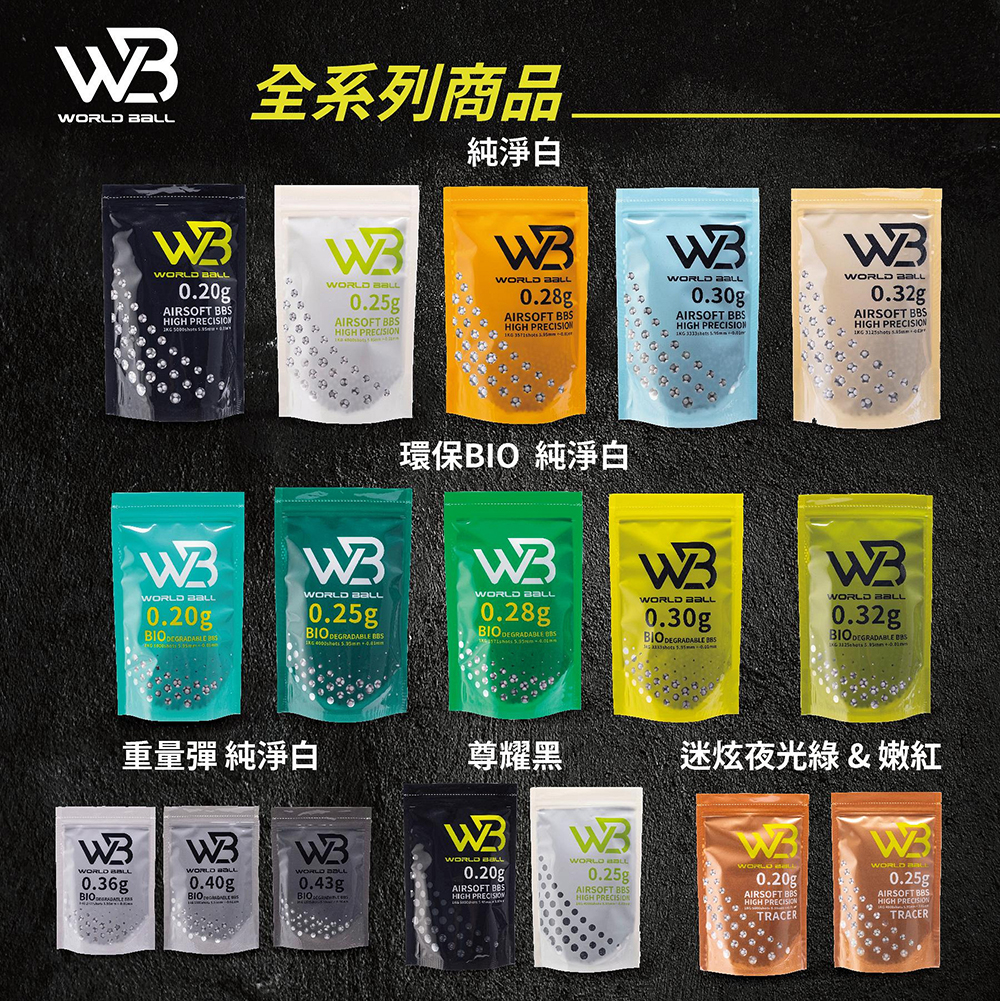 WB
WORLD BALL
全系列商品
純淨白
WB
WORLD BALL
0.20g
AIRSOFT BBS
HIGH PRECISION
WB
WORLD BALL
0.25g
AIRSOFT BBS
HIGH PRECISION
WB
WORLD BALL
0.28g
AIRSOFT BBS
HIGH PRECISION
WB
WORLD BALL
0.30g
AIRSOFT BBS
HIGH PRECISION
WB
WORLD BALL
0.32g
AIRSOFT BBS
HIGH PRECISION
環保BIO 純淨白
WB
WORLD BALL
0.20g
BIODEGRADABLE BBS
WB
WORLD BALL
0.25g
BIODEGRADABLE BBS
WB
WORLD BALL
0.28g
BIODEGRADABLE BBS
WB
WORLD BALL
0.30g
BIODEGRADABLE BBS
WB
WORLD BALL
0.32g
BIODEGRADABLE BBS
重量彈 純淨白
尊耀黑
迷炫夜光綠 & 嫩紅
WB
WORLD BALL
0.36g
BIODEGRADABLE BBS
WB
WORLD BALL
0.40g
BIODEGRADABLE BBS
WB
WORLD BALL
0.43g
BIODEGRADABLE BBS
WB
WORLD BALL
0.20g
AIRSOFT BBS
HIGH PRECISION
WB
WORLD BALL
0.25g
AIRSOFT BBS
HIGH PRECISION
WB
WORLD BALL
0.20g
AIRSOFT BBS
HIGH PRECISION
TRACER
WB
WORLD BALL
0.25g
AIRSOFT BBS
HIGH PRECISION
TRACER